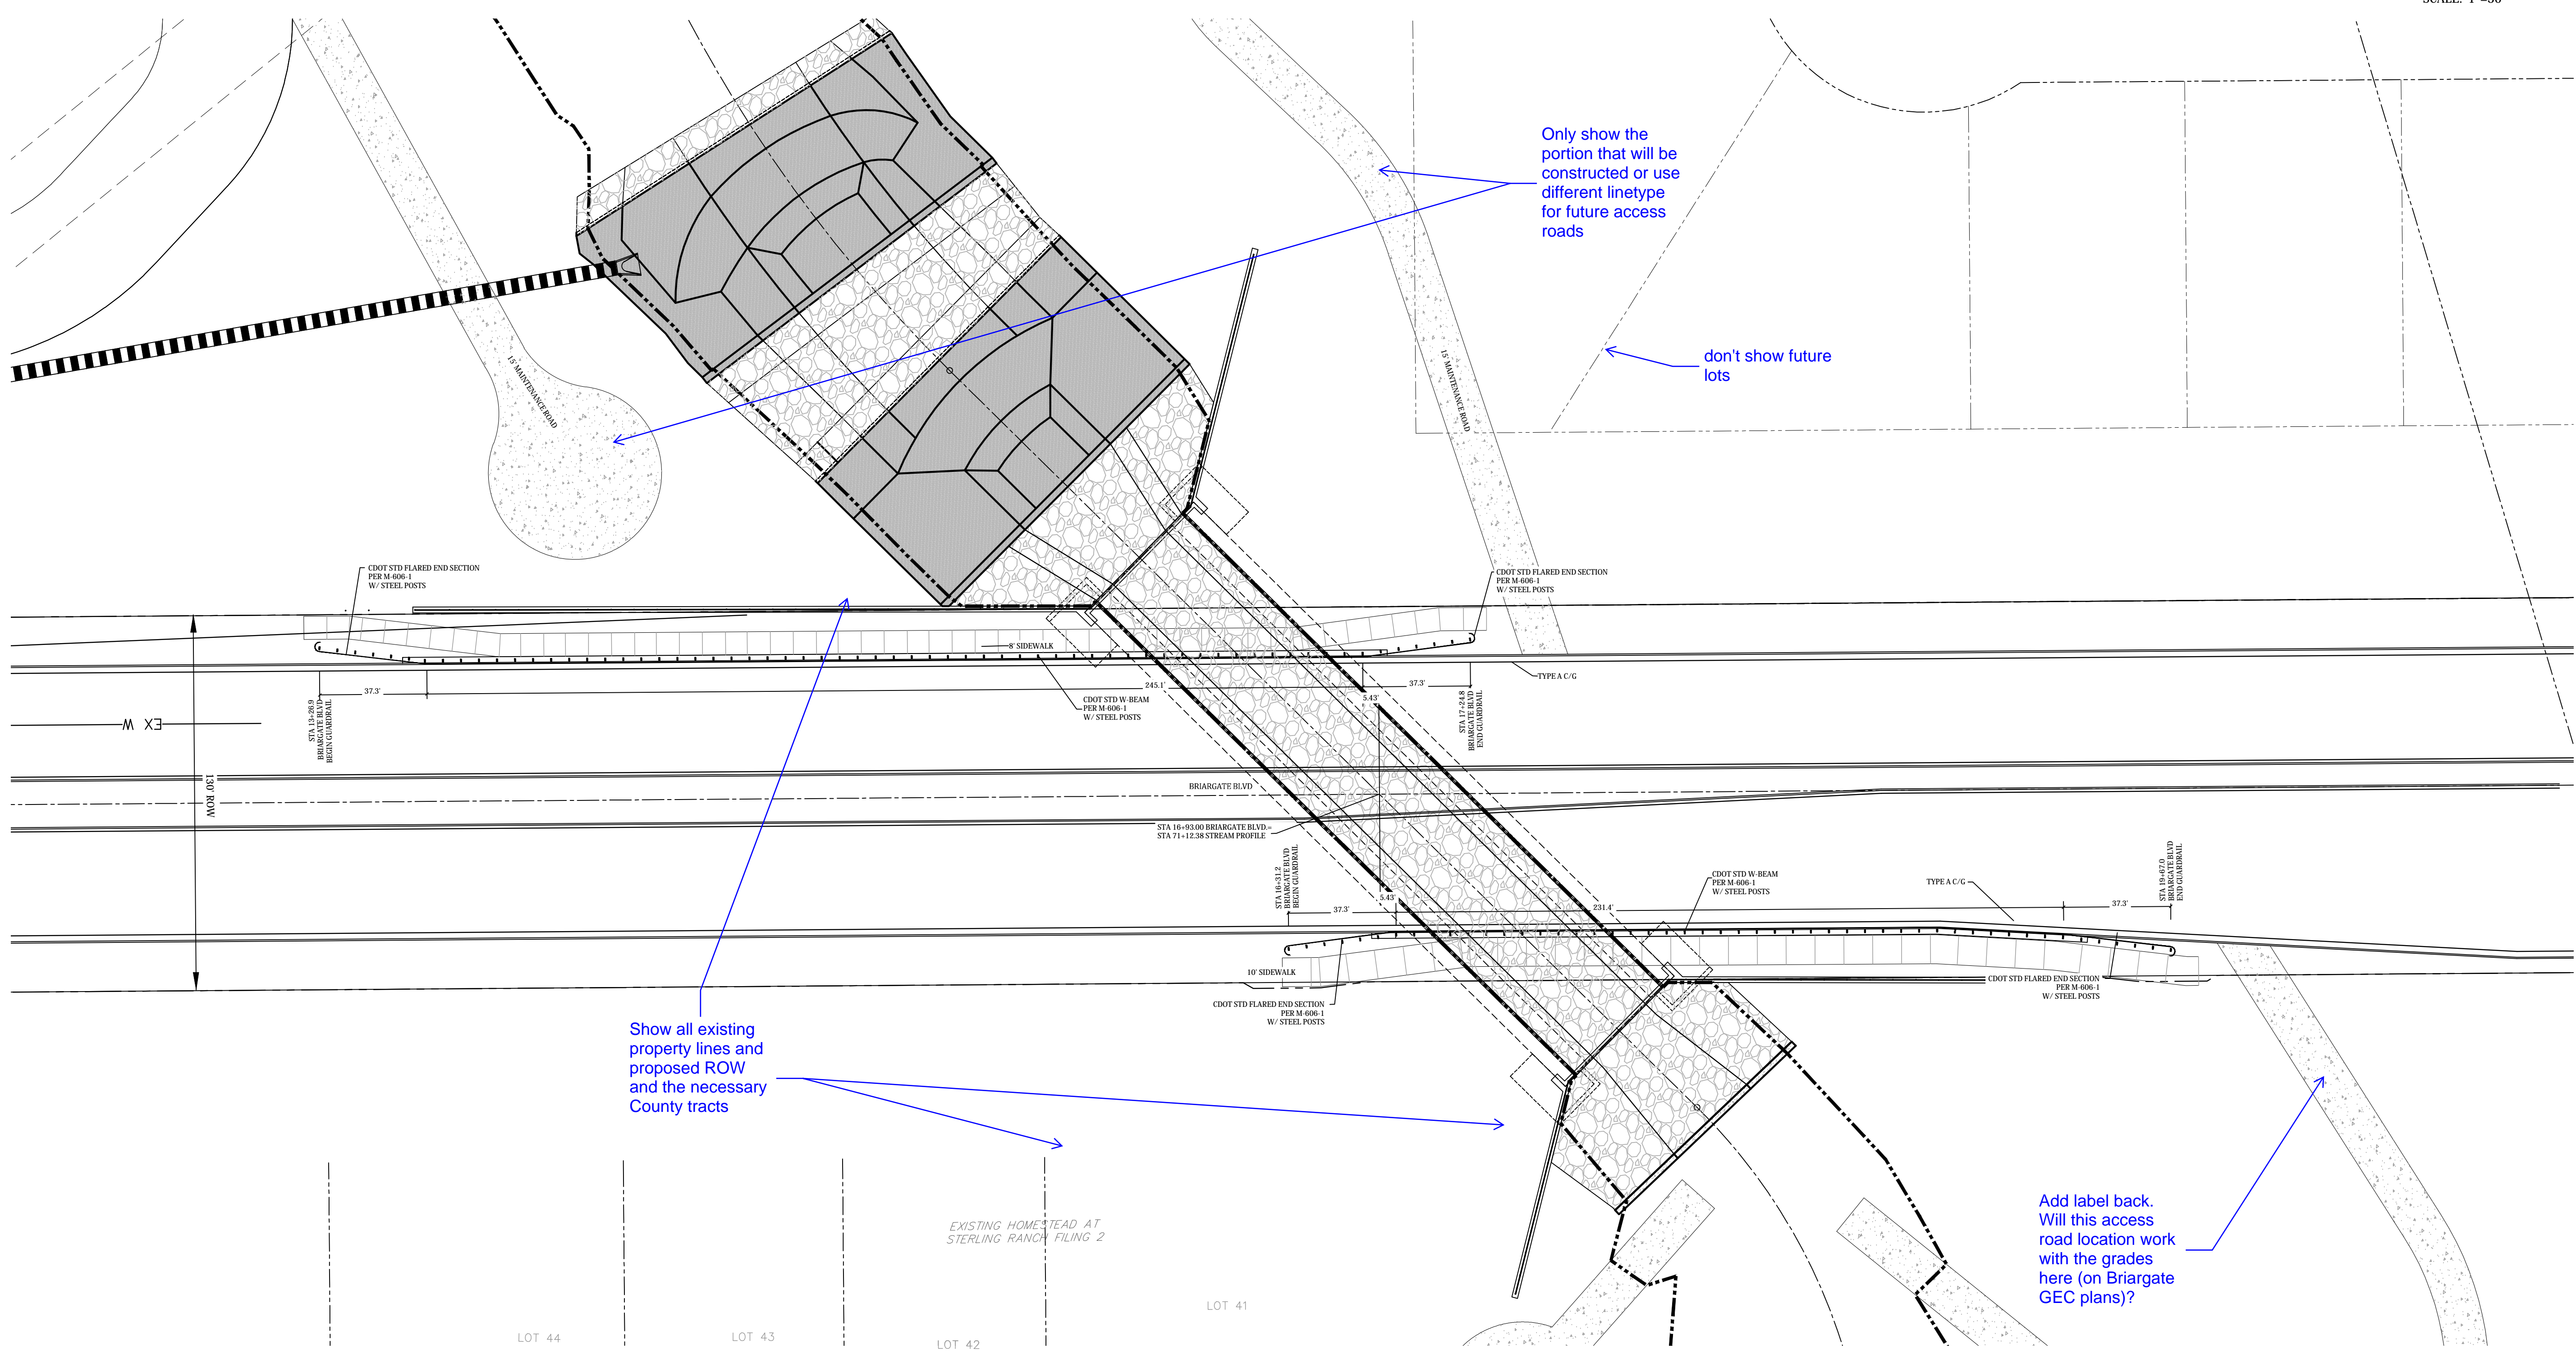 Only show the
portion that will be
constructed or use
different linetype
for future access
roads
don't show future
lots
15' MAINTENANCE ROAD
15' MAINTENANCE ROAD
CDOT STD FLARED END SECTION
PER M-606-1
W/ STEEL POSTS
CDOT STD FLARED END SECTION
PER M-606-1
W/ STEEL POSTS
8' SIDEWALK
TYPE A C/G
37.3'
245.1'
5.43'
37.3'
CDOT STD W-BEAM
PER M-606-1
W/ STEEL POSTS
STA 13+26.9
BRIARGATE BLVD
BEGIN GUARDRAIL
STA 17+24.8
BRIARGATE BLVD
END GUARDRAIL
EX W
130' ROW
BRIARGATE BLVD
STA 16+93.00 BRIARGATE BLVD.=
STA 71+12.38 STREAM PROFILE
STA 16+31.2
BRIARGATE BLVD
BEGIN GUARDRAIL
CDOT STD W-BEAM
PER M-606-1
W/ STEEL POSTS
TYPE A C/G
STA 19+67.0
BRIARGATE BLVD
END GUARDRAIL
37.3'
5.43'
231.4'
37.3'
10' SIDEWALK
CDOT STD FLARED END SECTION
PER M-606-1
W/ STEEL POSTS
CDOT STD FLARED END SECTION
PER M-606-1
W/ STEEL POSTS
Show all existing
property lines and
proposed ROW
and the necessary
County tracts
EXISTING HOMESTEAD AT
STERLING RANCH FILING 2
Add label back.
Will this access
road location work
with the grades
here (on Briargate
GEC plans)?
LOT 41
LOT 44
LOT 43
LOT 42